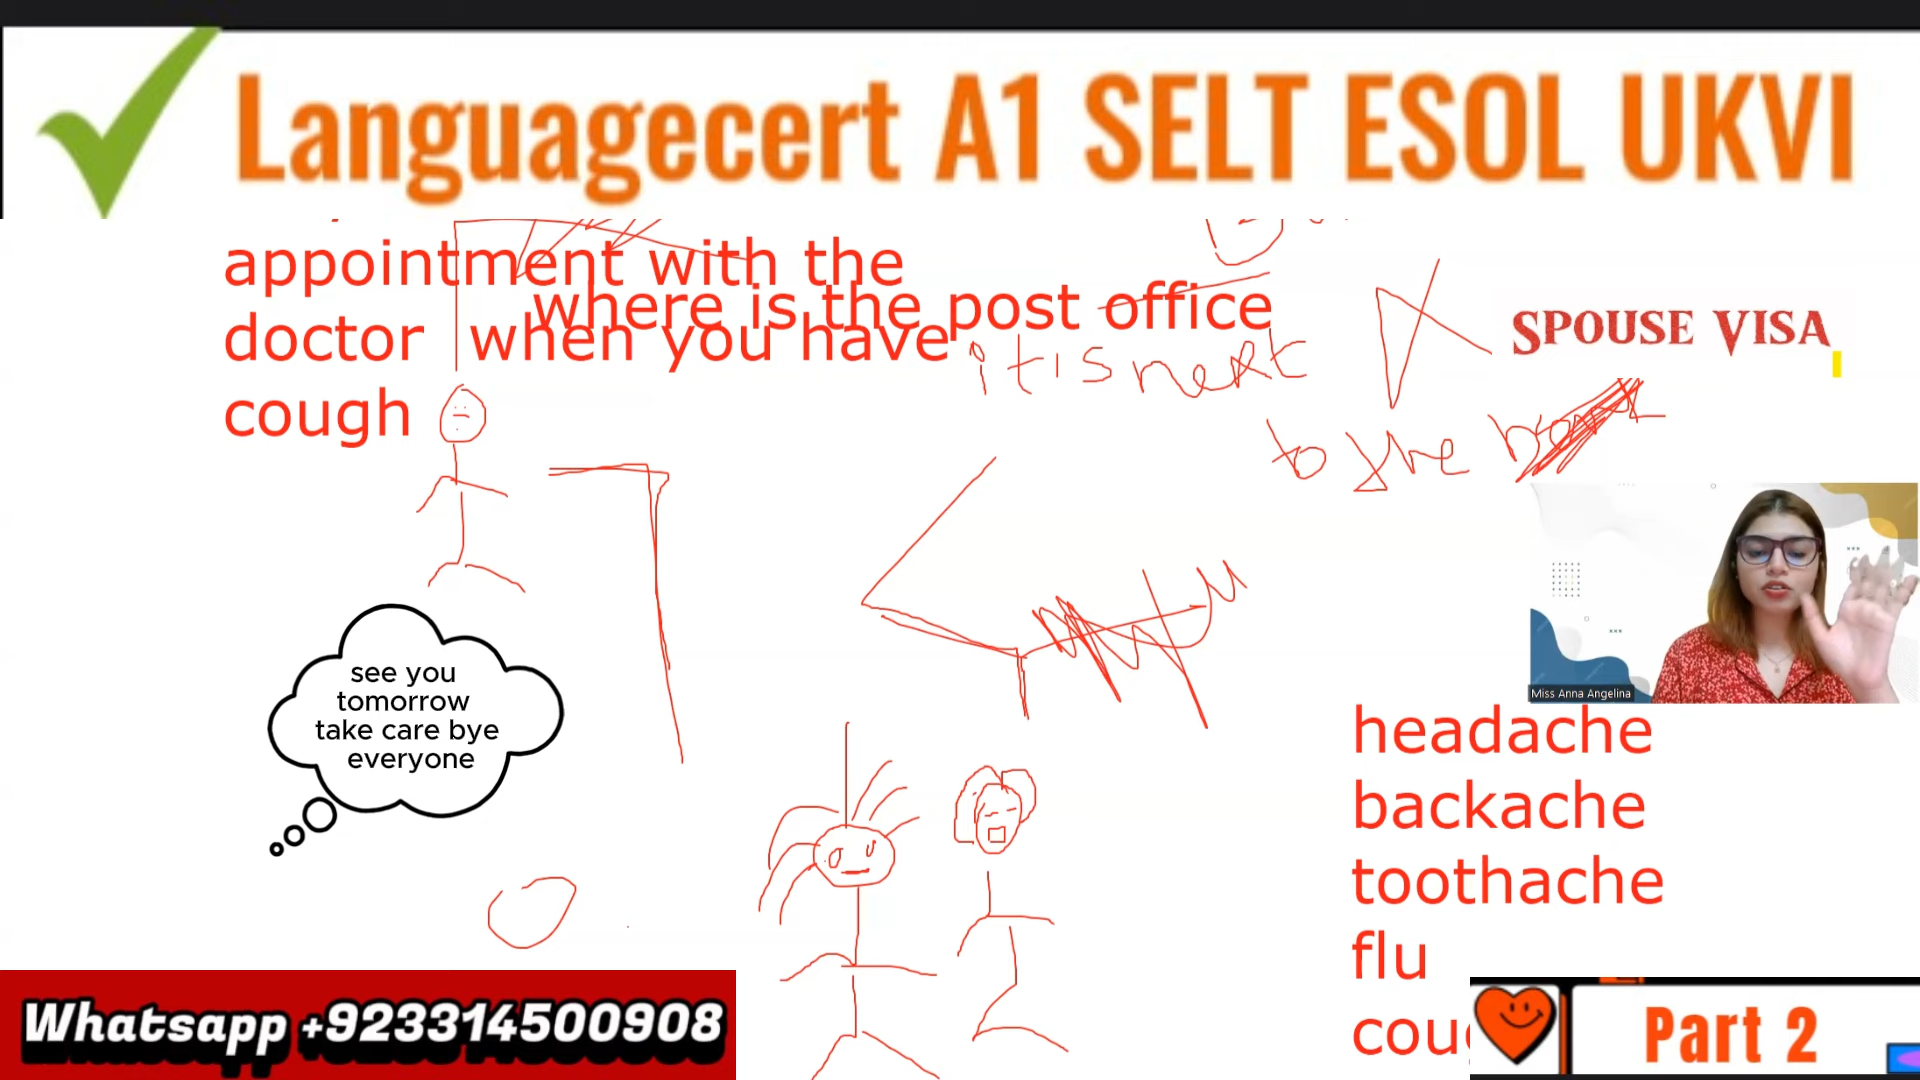 Languagecert A1 SELT ESOL UKVI
appointment with the
doctor when you have
cough
where is the post office
it is next
to the
SPOUSE VISA
Miss Anna Angelina
see you
tomorrow
take care bye
everyone
headache
backache
toothache
flu
Whatsapp +923314500908
Part 2